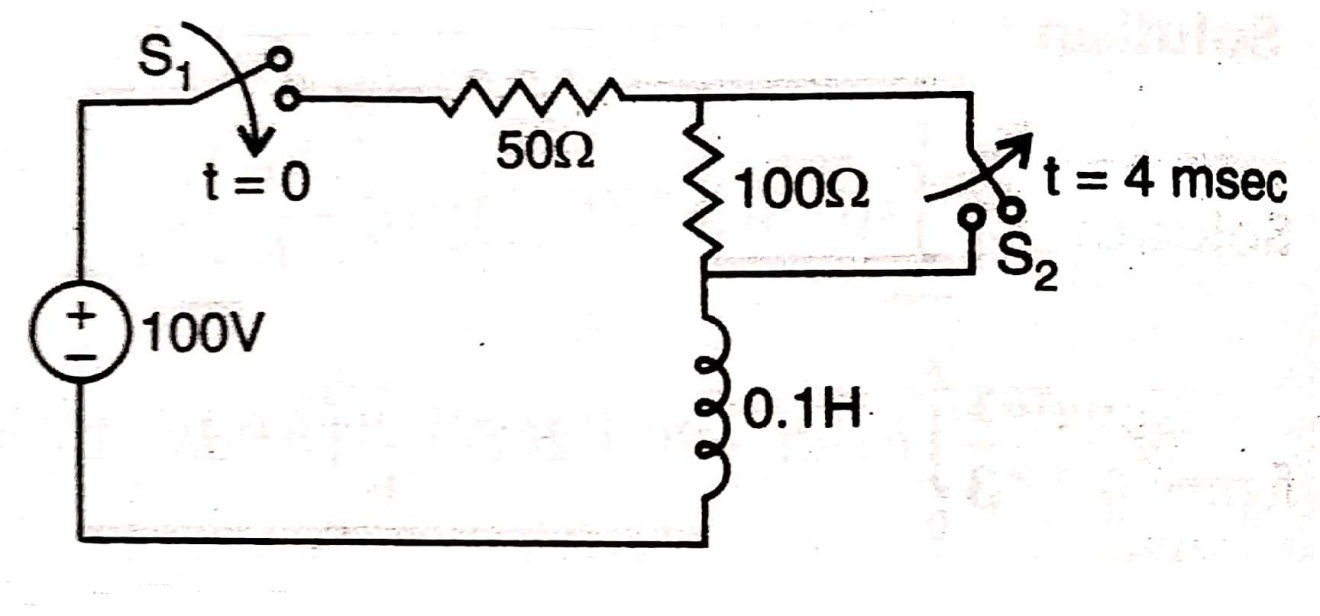 S1
t = 0
50Ω
100Ω
t = 4 msec
S2
+
−
100V
0.1H